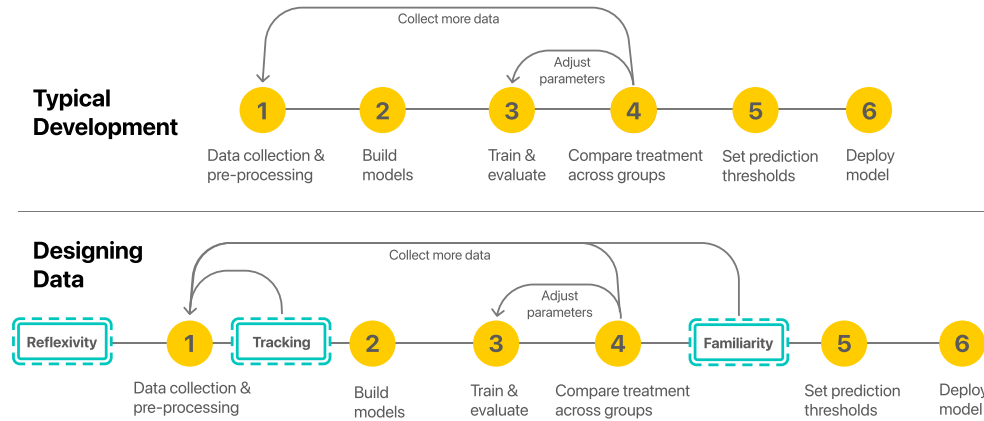 Collect more data
Adjust
parameters
Typical
Development
1
2
3
4
5
6
Data collection &
pre-processing
Build
models
Train &
evaluate
Compare treatment
across groups
Set prediction
thresholds
Deploy
model
Designing
Data
Collect more data
Adjust
parameters
Reflexivity
1
Tracking
2
3
4
Familiarity
5
6
Data collection &
pre-processing
Build
models
Train &
evaluate
Compare treatment
across groups
Set prediction
thresholds
Deploy
model